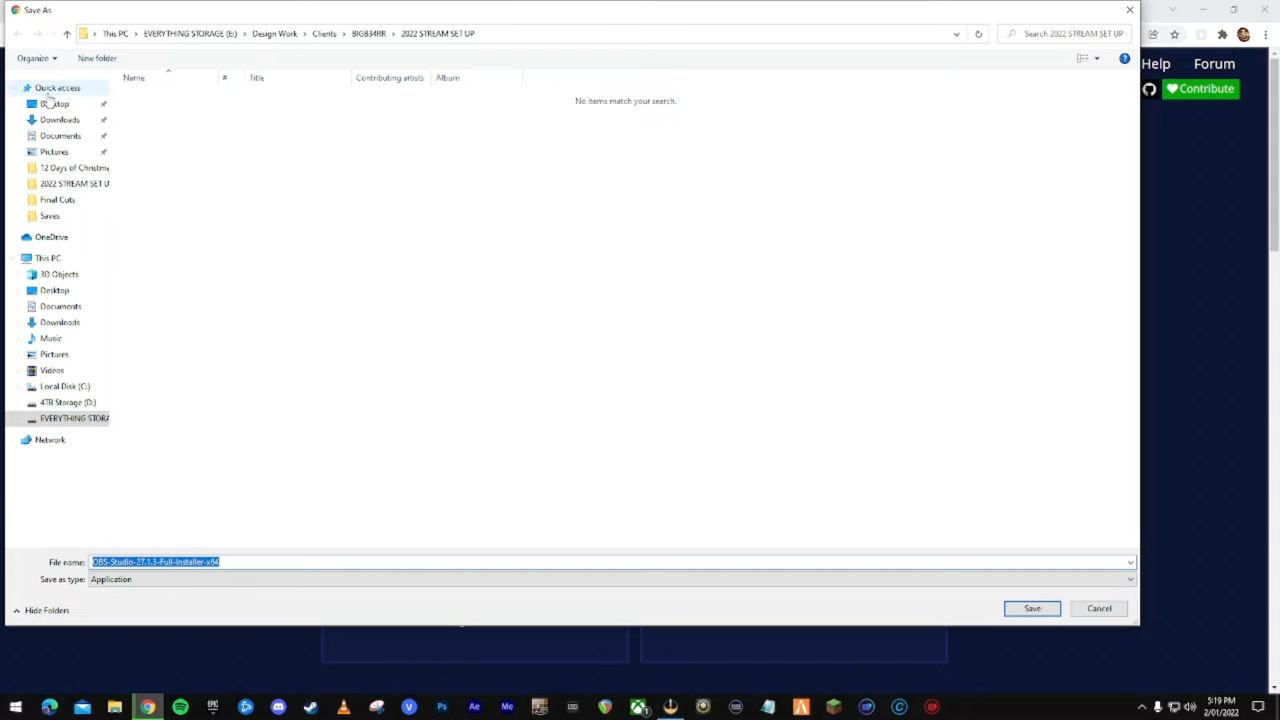 Save As
This PC > EVERYTHING STORAGE (E:) > Design Work > Clients > BIGB34RR > 2022 STREAM SET UP
Search 2022 STREAM SET UP
Organize
New folder
Help
Forum
Contribute
Name
#
Title
Contributing artists
Album
No items match your search.
Quick access
Desktop
Downloads
Documents
Pictures
12 Days of Christma
2022 STREAM SET U
Final Cuts
Saves
OneDrive
This PC
3D Objects
Desktop
Documents
Downloads
Music
Pictures
Videos
Local Disk (C:)
4TB Storage (D:)
EVERYTHING STORA
Network
File name: OBS-Studio-27.1.3-Full-Installer-x64
Save as type: Application
Hide Folders
Save
Cancel
EPIC
Ps
Ae
Me
5:19 PM
2/01/2022